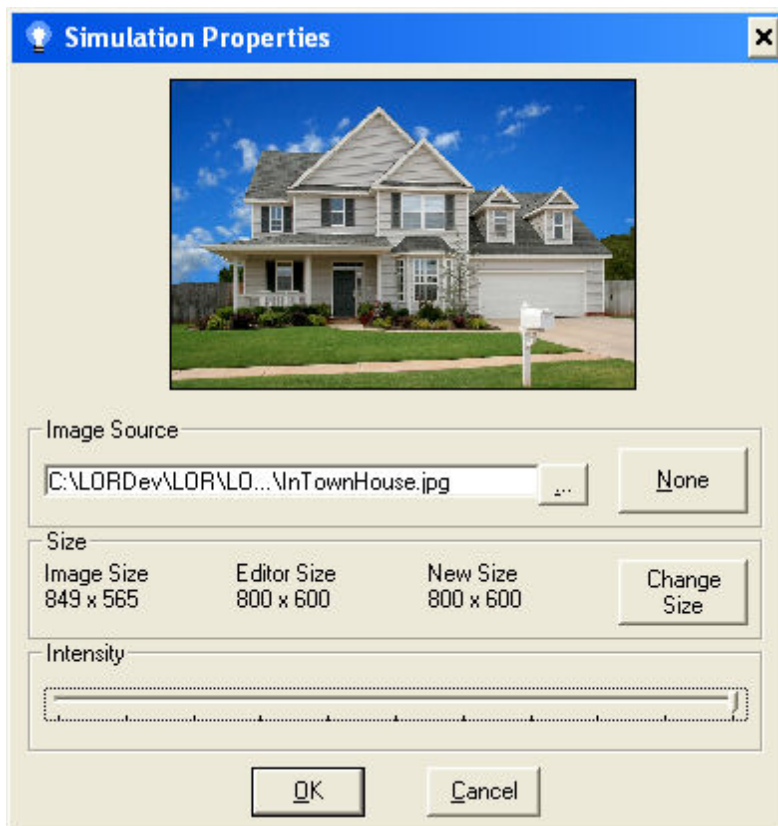 Simulation Properties
Image Source
C:\LORDev\LOR\LO...\InTownHouse.jpg
...
None
Size
Image Size Editor Size New Size
849 x 565 800 x 600 800 x 600
Change
Size
Intensity
OK Cancel